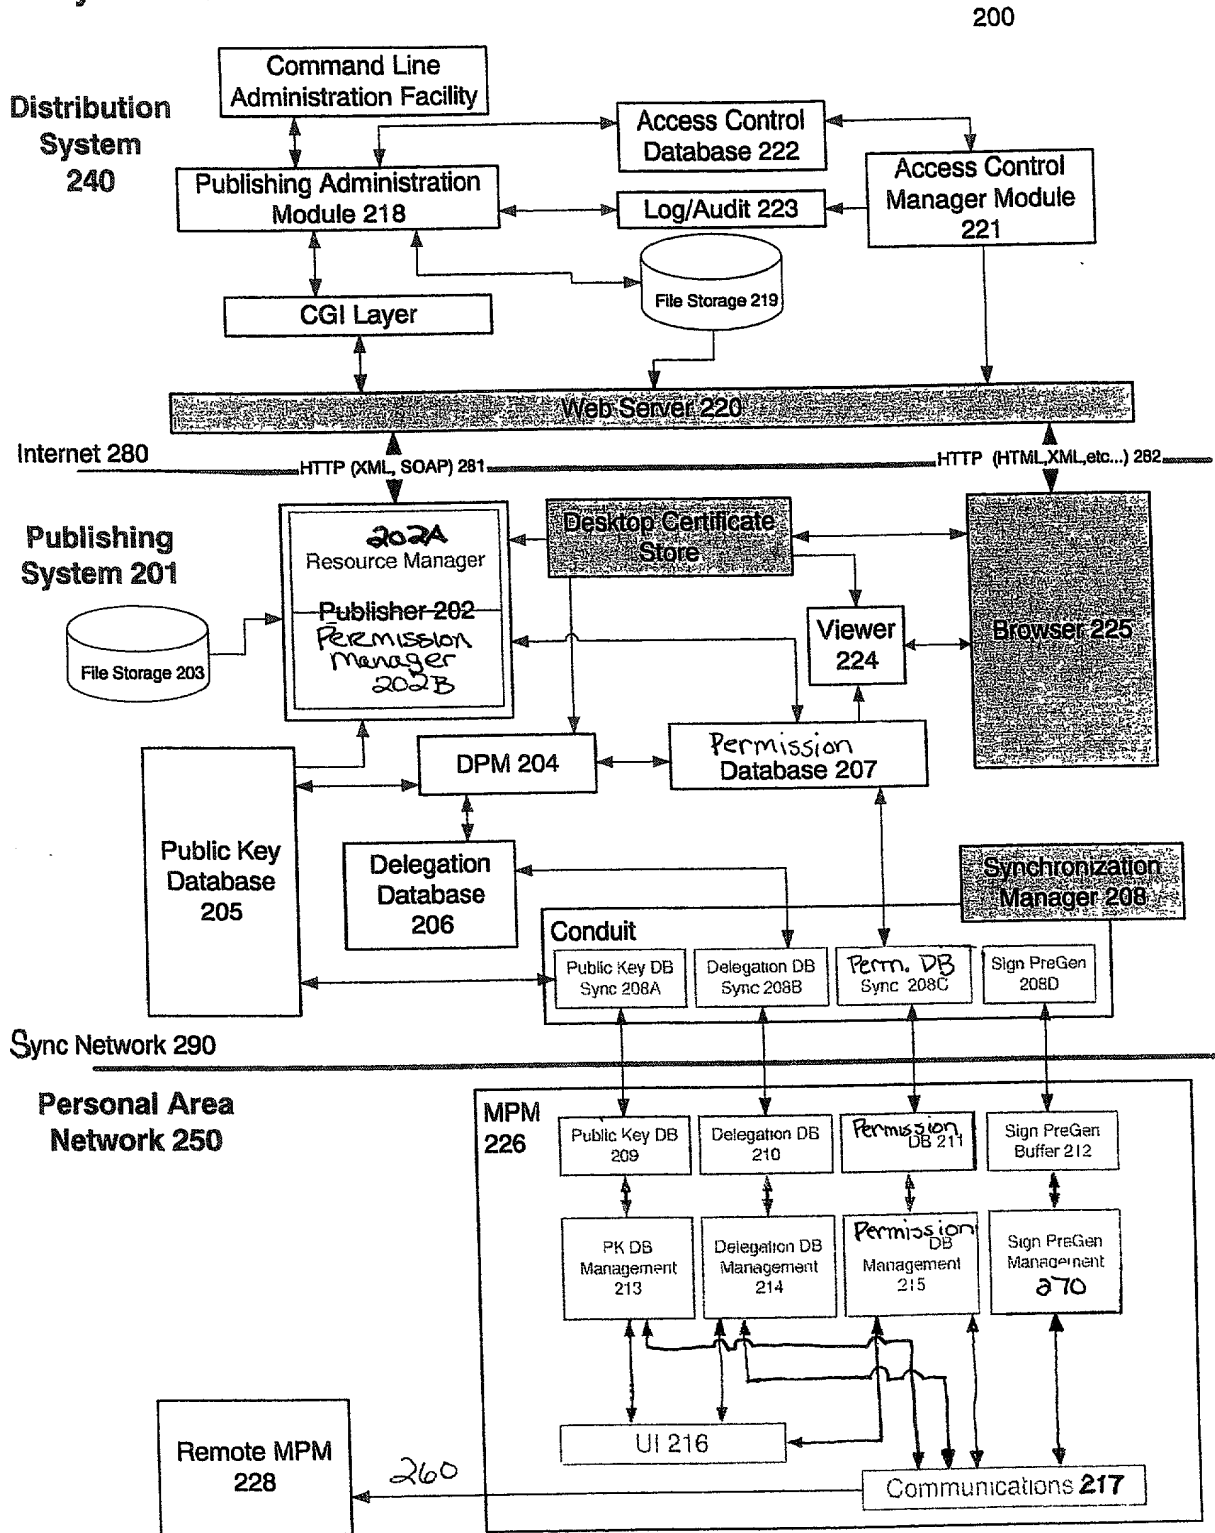 200
Command Line
Administration Facility
Distribution
System
240
Access Control
Database 222
Publishing Administration
Module 218
Log/Audit 223
Access Control
Manager Module
221
File Storage 219
CGI Layer
Web Server 220
Internet 280
HTTP (XML, SOAP) 281
HTTP (HTML,XML,etc...) 282
Publishing
System 201
202A
Resource Manager
Publisher 202
Permission
Manager
202B
Desktop Certificate
Store
File Storage 203
Viewer
224
Browser 225
DPM 204
Permission
Database 207
Public Key
Database
205
Delegation
Database
206
Synchronization
Manager 208
Conduit
Public Key DB
Sync 208A
Delegation DB
Sync 208B
Perm. DB
Sync 208C
Sign PreGen
208D
Sync Network 290
Personal Area
Network 250
MPM
226
Public Key DB
209
Delegation DB
210
Permission
DB 211
Sign PreGen
Buffer 212
PK DB
Management
213
Delegation DB
Management
214
Permission
DB
Management
215
Sign PreGen
Management
270
UI 216
Remote MPM
228
260
Communications 217